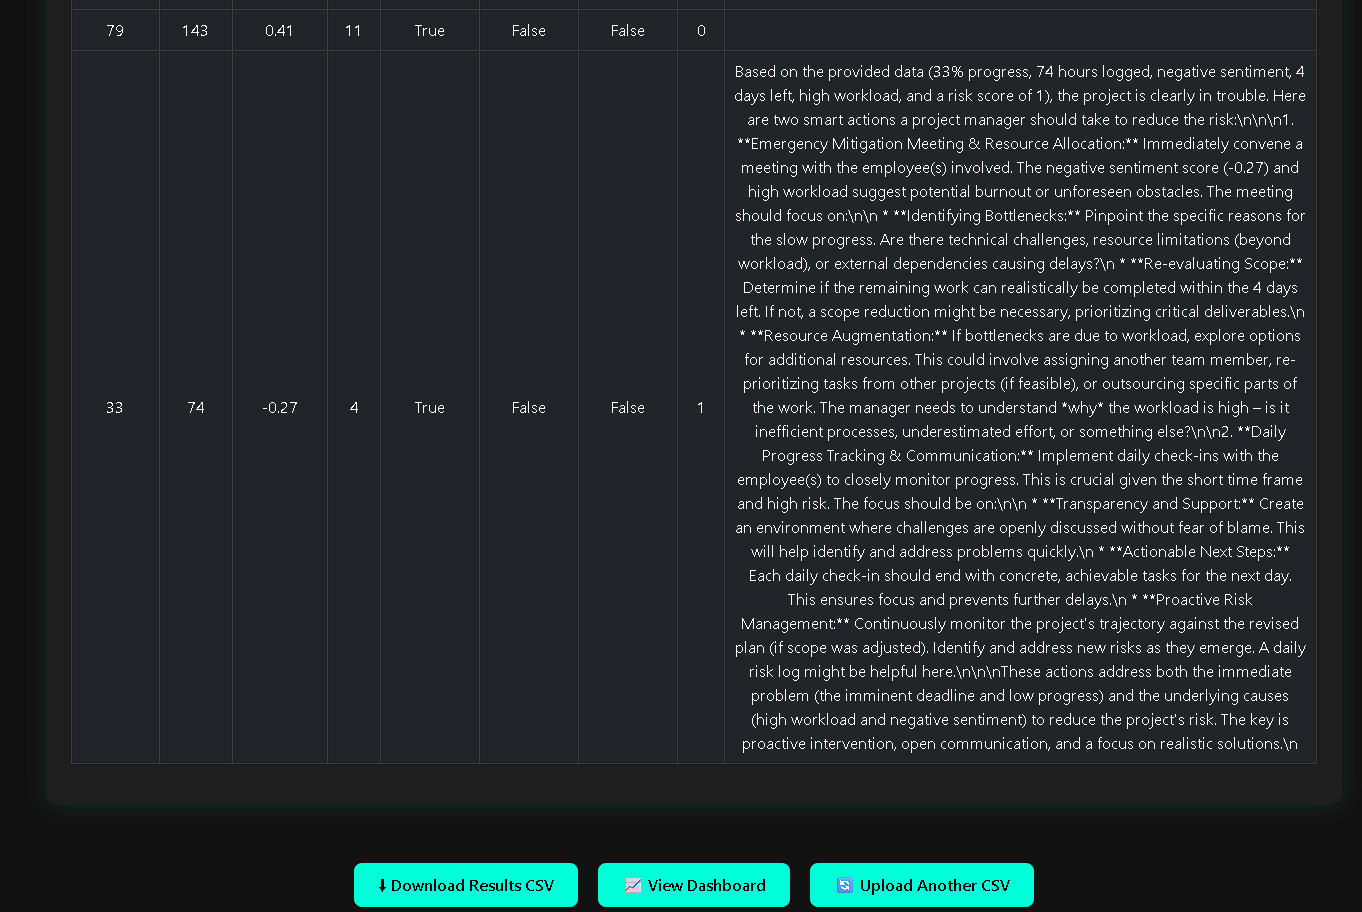 79 143 0.41 11 True False False 0
Based on the provided data (33% progress, 74 hours logged, negative sentiment, 4
days left, high workload, and a risk score of 1), the project is clearly in trouble. Here
are two smart actions a project manager should take to reduce the risk:\n\n\n1.
**Emergency Mitigation Meeting & Resource Allocation:** Immediately convene a
meeting with the employee(s) involved. The negative sentiment score (-0.27) and
high workload suggest potential burnout or unforeseen obstacles. The meeting
should focus on:\n\n * **Identifying Bottlenecks:** Pinpoint the specific reasons for
the slow progress. Are there technical challenges, resource limitations (beyond
workload), or external dependencies causing delays?\n * **Re-evaluating Scope:**
Determine if the remaining work can realistically be completed within the 4 days
left. If not, a scope reduction might be necessary, prioritizing critical deliverables.\n
* **Resource Augmentation:** If bottlenecks are due to workload, explore options
for additional resources. This could involve assigning another team member, re-
prioritizing tasks from other projects (if feasible), or outsourcing specific parts of
33 74 -0.27 4 True False False 1 the work. The manager needs to understand *why* the workload is high – is it
inefficient processes, underestimated effort, or something else?\n\n2. **Daily
Progress Tracking & Communication:** Implement daily check-ins with the
employee(s) to closely monitor progress. This is crucial given the short time frame
and high risk. The focus should be on:\n\n * **Transparency and Support:** Create
an environment where challenges are openly discussed without fear of blame. This
will help identify and address problems quickly.\n * **Actionable Next Steps:**
Each daily check-in should end with concrete, achievable tasks for the next day.
This ensures focus and prevents further delays.\n * **Proactive Risk
Management:** Continuously monitor the project's trajectory against the revised
plan (if scope was adjusted). Identify and address new risks as they emerge. A daily
risk log might be helpful here.\n\n\nThese actions address both the immediate
problem (the imminent deadline and low progress) and the underlying causes
(high workload and negative sentiment) to reduce the project's risk. The key is
proactive intervention, open communication, and a focus on realistic solutions.\n
⬇ Download Results CSV 📈 View Dashboard 🔄 Upload Another CSV